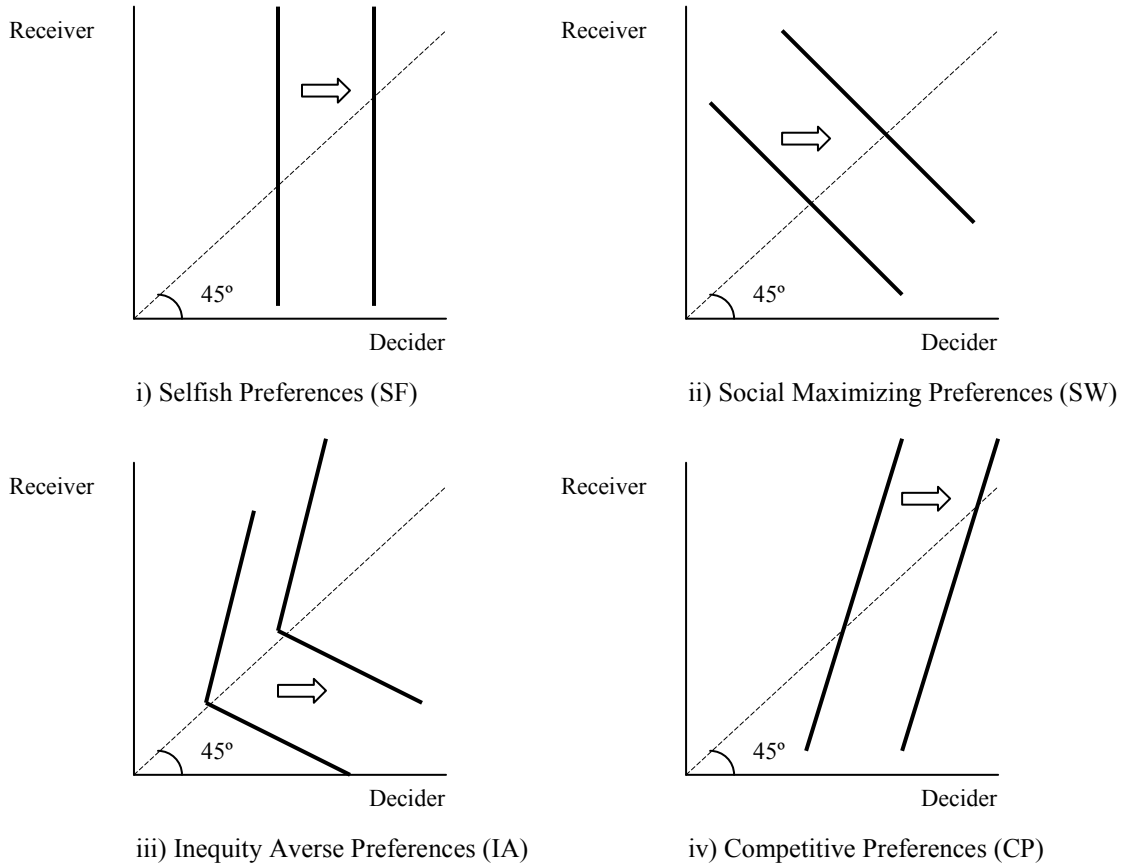 Receiver
45º
Decider
i) Selfish Preferences (SF)
Receiver
45º
Decider
ii) Social Maximizing Preferences (SW)
Receiver
45º
Decider
iii) Inequity Averse Preferences (IA)
Receiver
45º
Decider
iv) Competitive Preferences (CP)